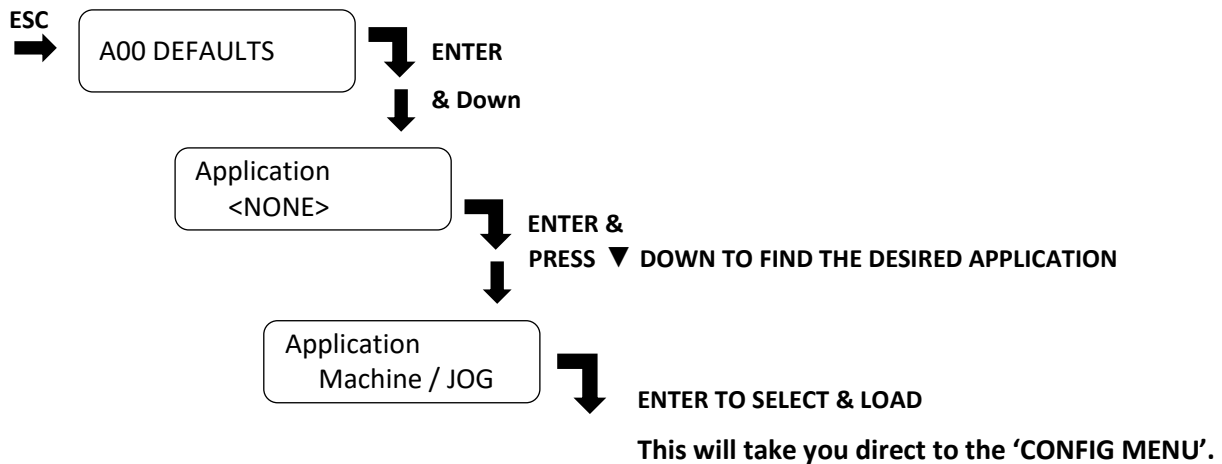 ESC
A00 DEFAULTS
ENTER
& Down
Application
<NONE>
ENTER &
PRESS ▼ DOWN TO FIND THE DESIRED APPLICATION
Application
Machine / JOG
ENTER TO SELECT & LOAD
This will take you direct to the ‘CONFIG MENU’.